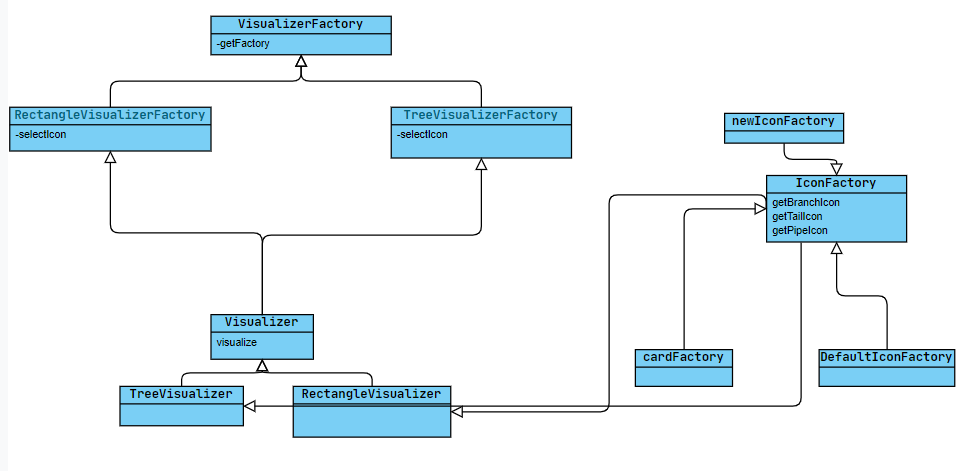 VisualizerFactory
-getFactory
RectangleVisualizerFactory
-selectIcon
TreeVisualizerFactory
-selectIcon
newIconFactory
IconFactory
getBranchIcon
getTailIcon
getPipeIcon
Visualizer
visualize
cardFactory
DefaultIconFactory
TreeVisualizer
RectangleVisualizer